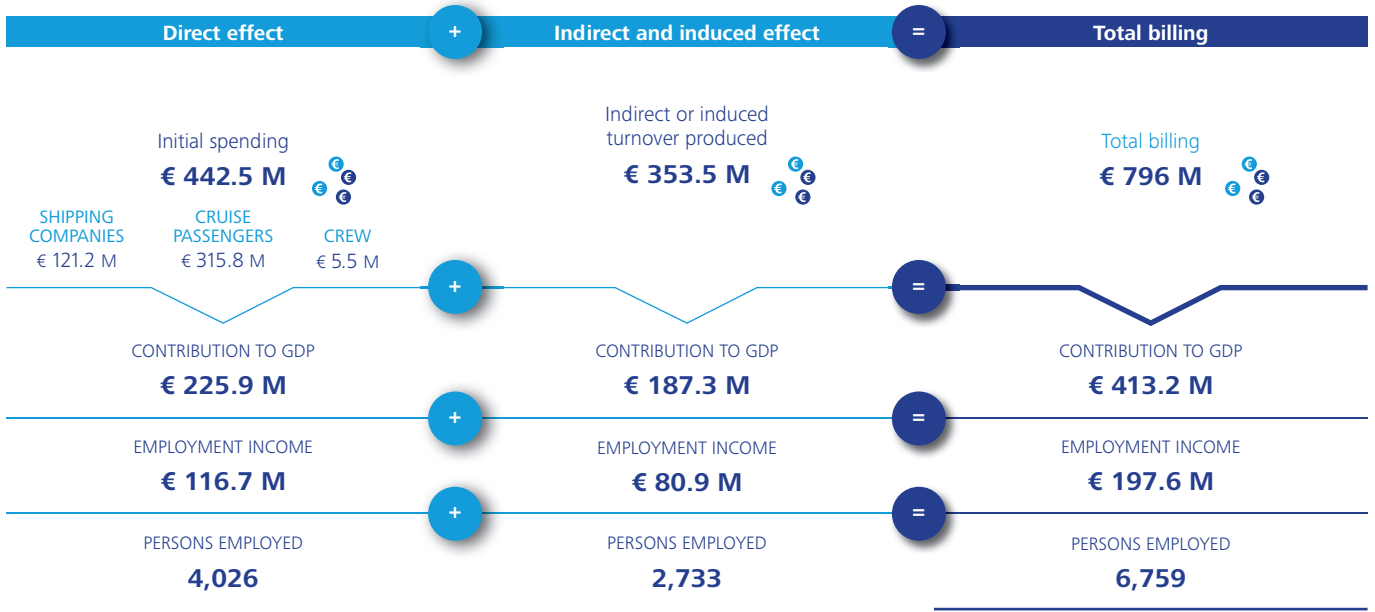 Direct effect + Indirect and induced effect = Total billing
Initial spending
€ 442.5 M
€ € € €
SHIPPING
COMPANIES
€ 121.2 M
CRUISE
PASSENGERS
€ 315.8 M
CREW
€ 5.5 M
Indirect or induced
turnover produced
€ 353.5 M
€ € € €
Total billing
€ 796 M
€ € € €
+ =
CONTRIBUTION TO GDP
€ 225.9 M
CONTRIBUTION TO GDP
€ 187.3 M
CONTRIBUTION TO GDP
€ 413.2 M
+ =
EMPLOYMENT INCOME
€ 116.7 M
EMPLOYMENT INCOME
€ 80.9 M
EMPLOYMENT INCOME
€ 197.6 M
+ =
PERSONS EMPLOYED
4,026
PERSONS EMPLOYED
2,733
PERSONS EMPLOYED
6,759